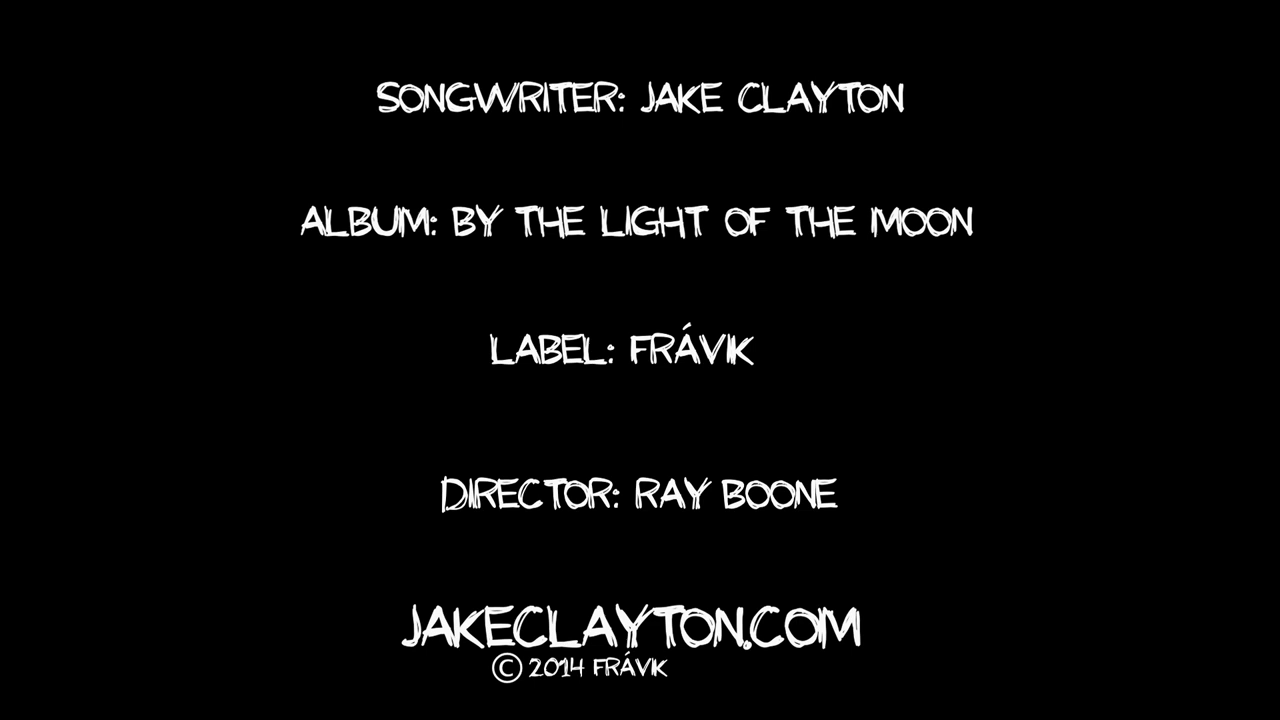 SONGWRITER: JAKE CLAYTON
ALBUM: BY THE LIGHT OF THE MOON
LABEL: FRÁVIK
DIRECTOR: RAY BOONE
JAKECLAYTON.COM
© 2014 FRÁVIK